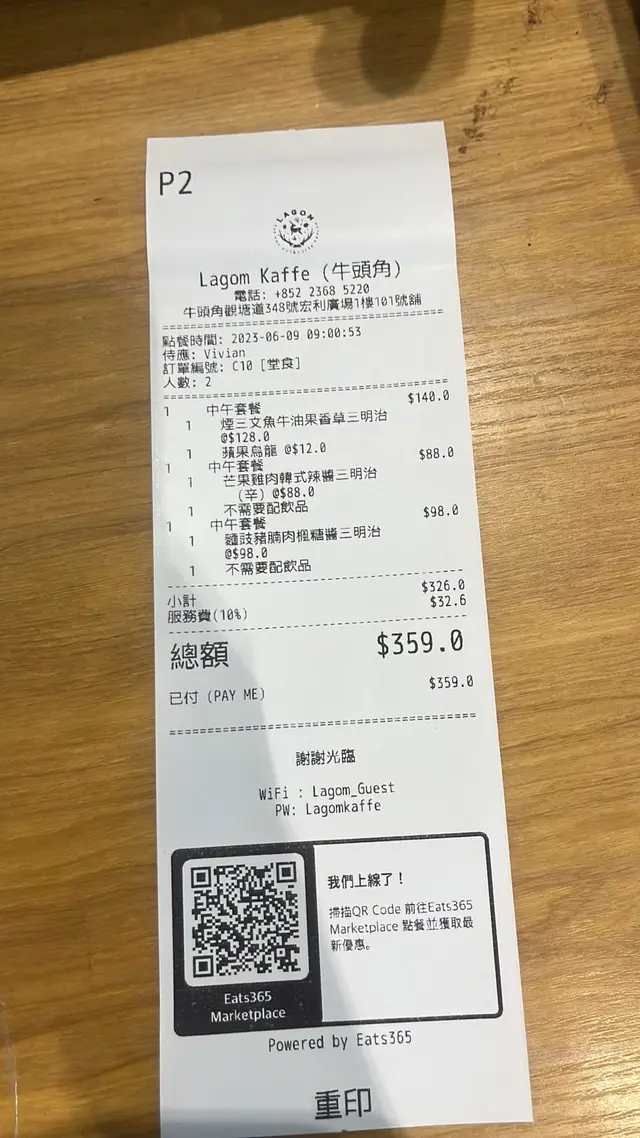 P2
LAGOM
Lagom Kaffe (牛頭角)
電話: +852 2368 5220
牛頭角觀塘道348號宏利廣場1樓101號舖
點餐時間: 2023-06-09 09:00:53
侍應: Vivian
訂單編號: C10 [堂食]
人數: 2
1 中午套餐 $140.0
1 煙三文魚牛油果香草三明治
@$128.0
1 蘋果烏龍 @$12.0
1 中午套餐 $88.0
1 芒果雞肉韓式辣醬三明治
(辛) @$88.0
1 不需要配飲品
1 中午套餐 $98.0
1 麵豉豬腩肉楓糖醬三明治
@$98.0
1 不需要配飲品
小計 $326.0
服務費(10%) $32.6
總額 $359.0
已付 (PAY ME) $359.0
謝謝光臨
WiFi : Lagom_Guest
PW: Lagomkaffe
我們上線了！
掃描QR Code 前往Eats365
Marketplace 點餐並獲取最
新優惠。
Eats365
Marketplace
Powered by Eats365
重印